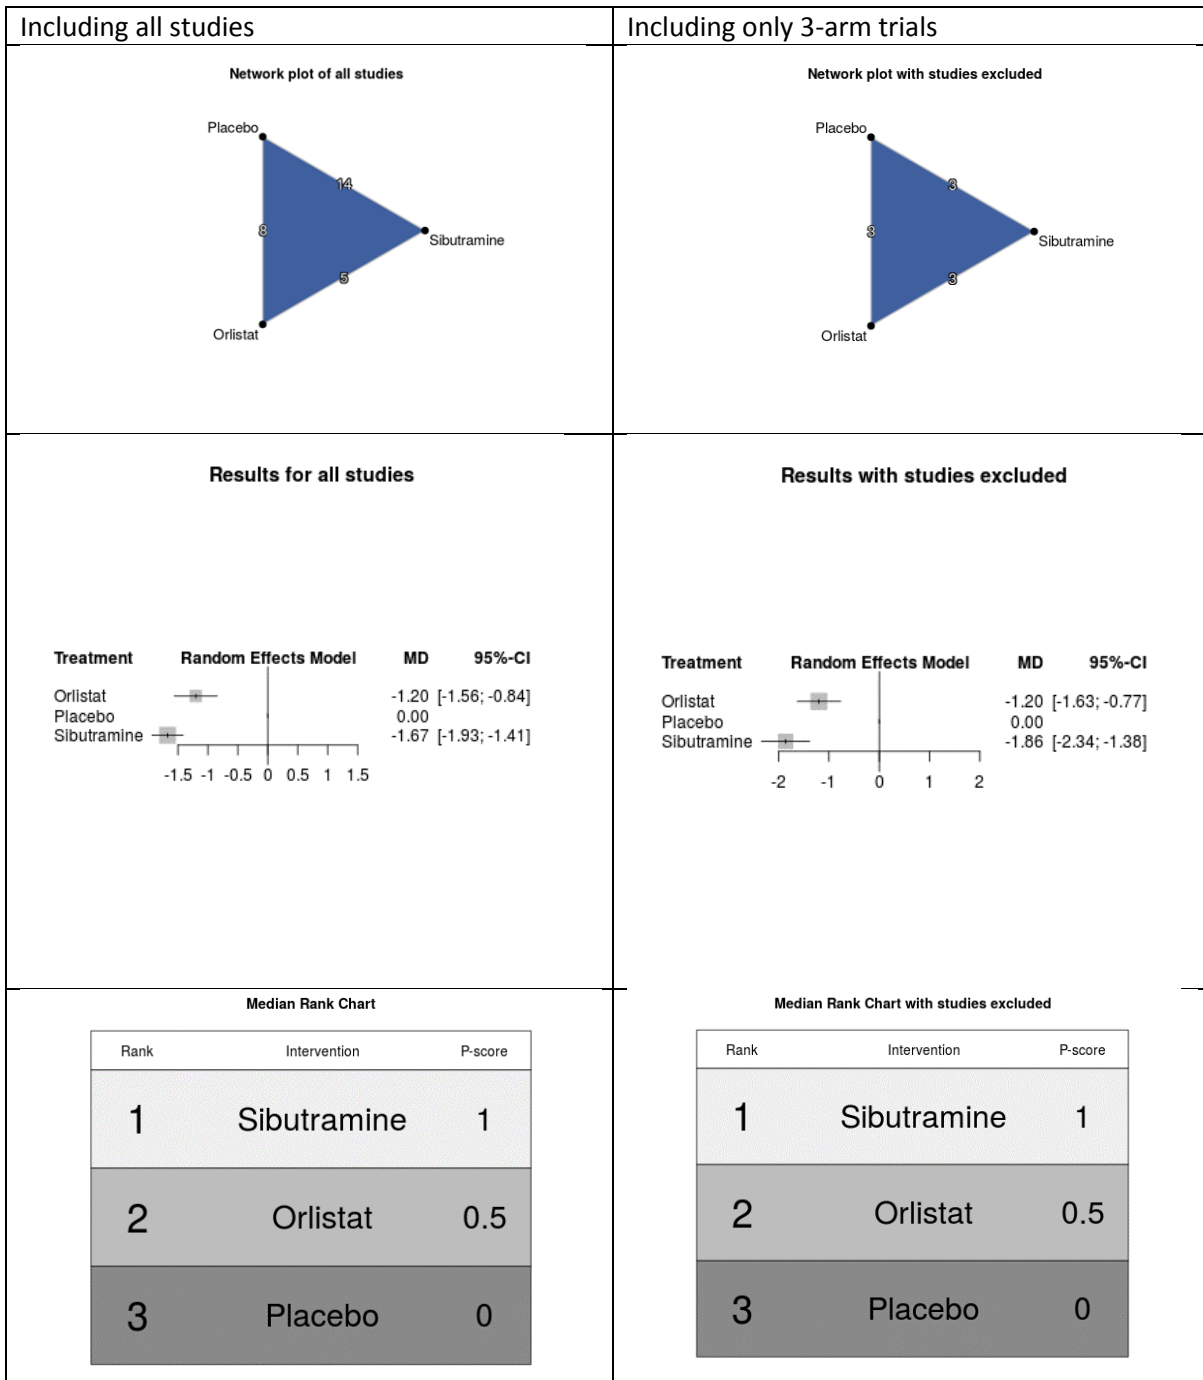 Including all studies
Including only 3-arm trials
Network plot of all studies
Placebo
14
8
Sibutramine
5
Orlistat
Network plot with studies excluded
Placebo
3
3
Sibutramine
3
Orlistat
Results for all studies
Treatment Random Effects Model MD 95%-CI
Orlistat -1.20 [-1.56; -0.84]
Placebo 0.00
Sibutramine -1.67 [-1.93; -1.41]
-1.5 -1 -0.5 0 0.5 1 1.5
Results with studies excluded
Treatment Random Effects Model MD 95%-CI
Orlistat -1.20 [-1.63; -0.77]
Placebo 0.00
Sibutramine -1.86 [-2.34; -1.38]
-2 -1 0 1 2
Median Rank Chart
Rank Intervention P-score
1 Sibutramine 1
2 Orlistat 0.5
3 Placebo 0
Median Rank Chart with studies excluded
Rank Intervention P-score
1 Sibutramine 1
2 Orlistat 0.5
3 Placebo 0